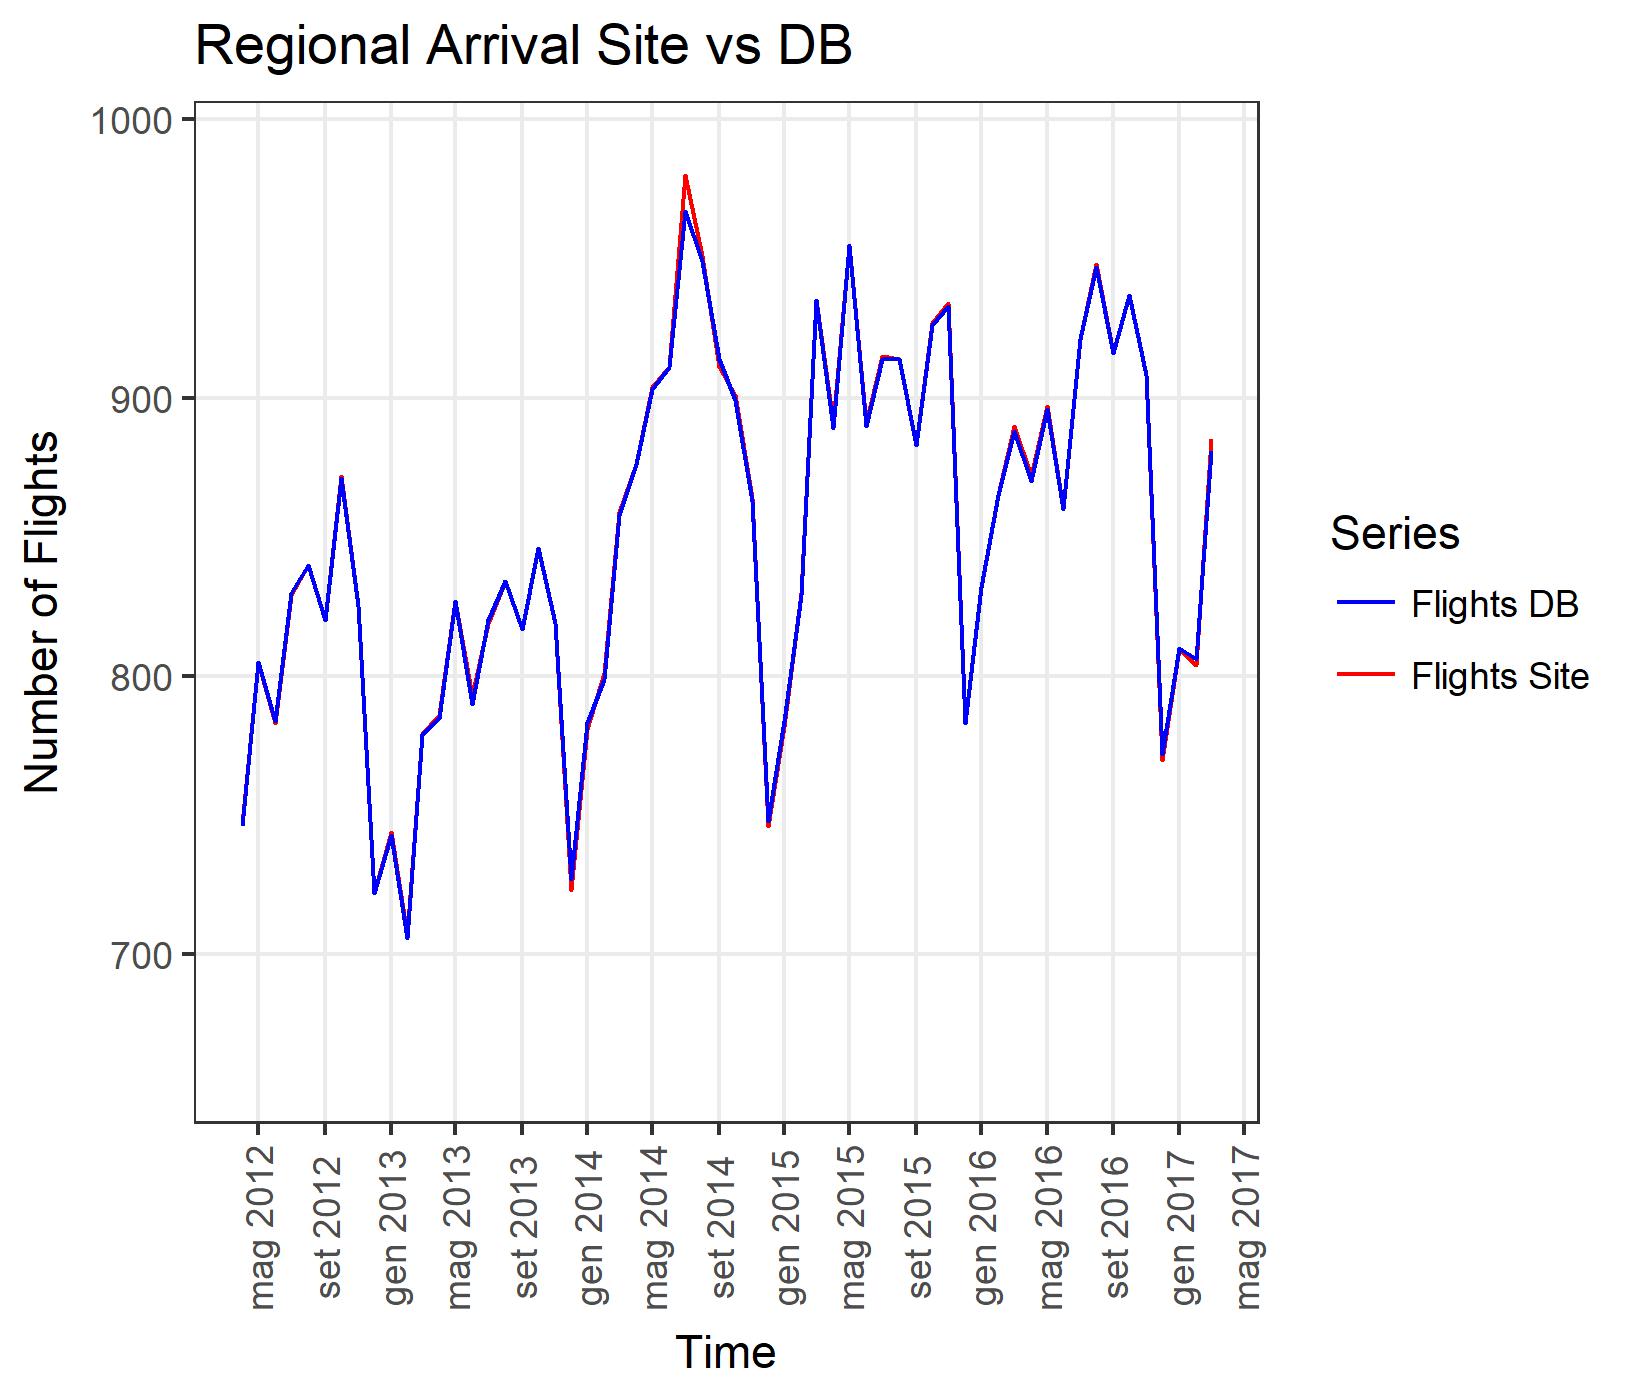 Regional Arrival Site vs DB
1000
900
800
700
Number of Flights
mag 2012
set 2012
gen 2013
mag 2013
set 2013
gen 2014
mag 2014
set 2014
gen 2015
mag 2015
set 2015
gen 2016
mag 2016
set 2016
gen 2017
mag 2017
Time
Series
Flights DB
Flights Site